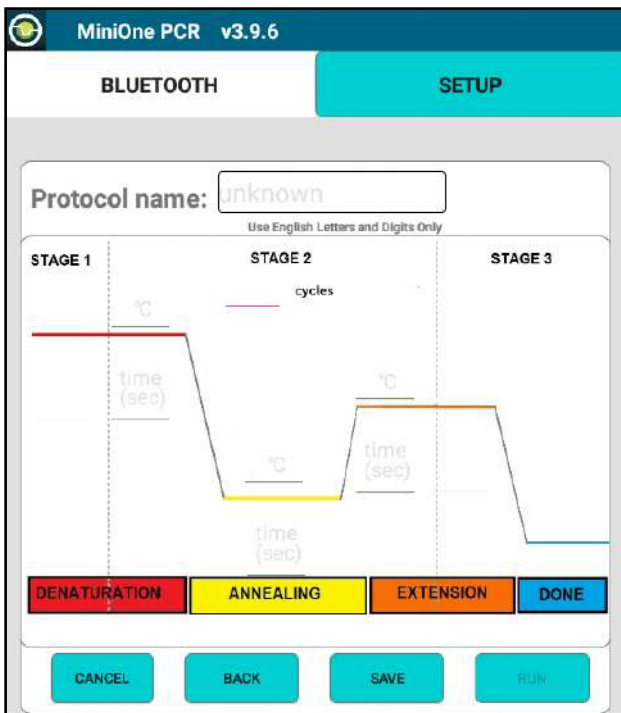 MiniOne PCR v3.9.6
BLUETOOTH SETUP
Protocol name: unknown
Use English Letters and Digits Only
STAGE 1 STAGE 2 STAGE 3
cycles
°C
time
(sec)
°C
time
(sec)
°C
time
(sec)
DENATURATION ANNEALING EXTENSION DONE
CANCEL BACK SAVE RUN